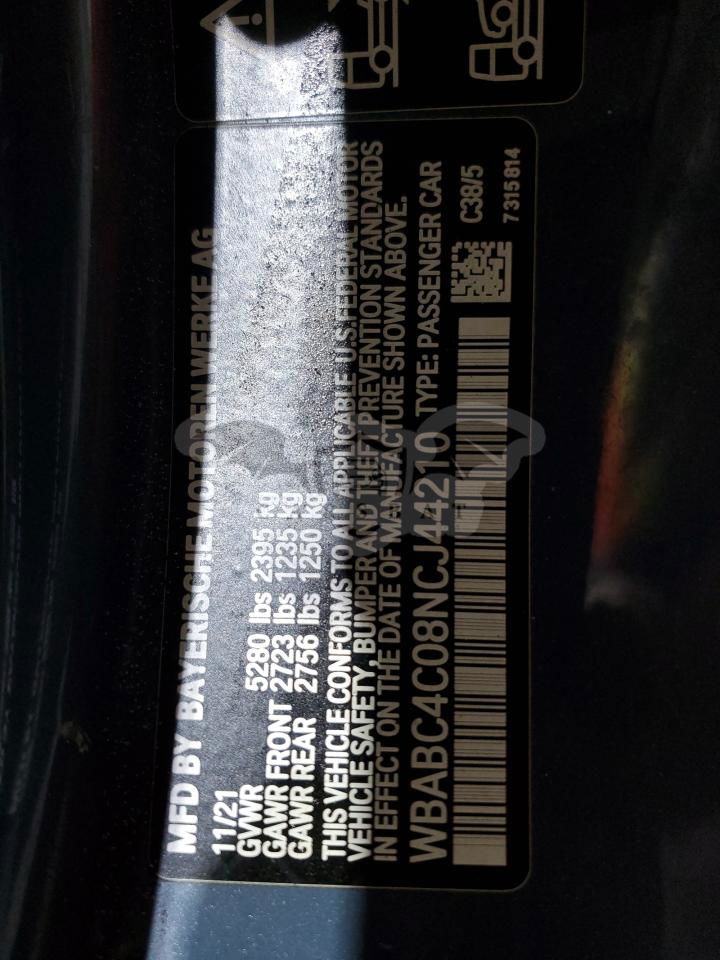 MFD BY BAYERISCHE MOTOREN WERKE AG
11/21
GVWR 5280 lbs 2395 kg
GAWR FRONT 2723 lbs 1235 kg
GAWR REAR 2756 lbs 1250 kg
THIS VEHICLE CONFORMS TO ALL APPLICABLE U.S. FEDERAL MOTOR
VEHICLE SAFETY, BUMPER AND THEFT PREVENTION STANDARDS
IN EFFECT ON THE DATE OF MANUFACTURE SHOWN ABOVE.
WBABC4C08NCJ44210 TYPE: PASSENGER CAR
C38/5
7 315 814